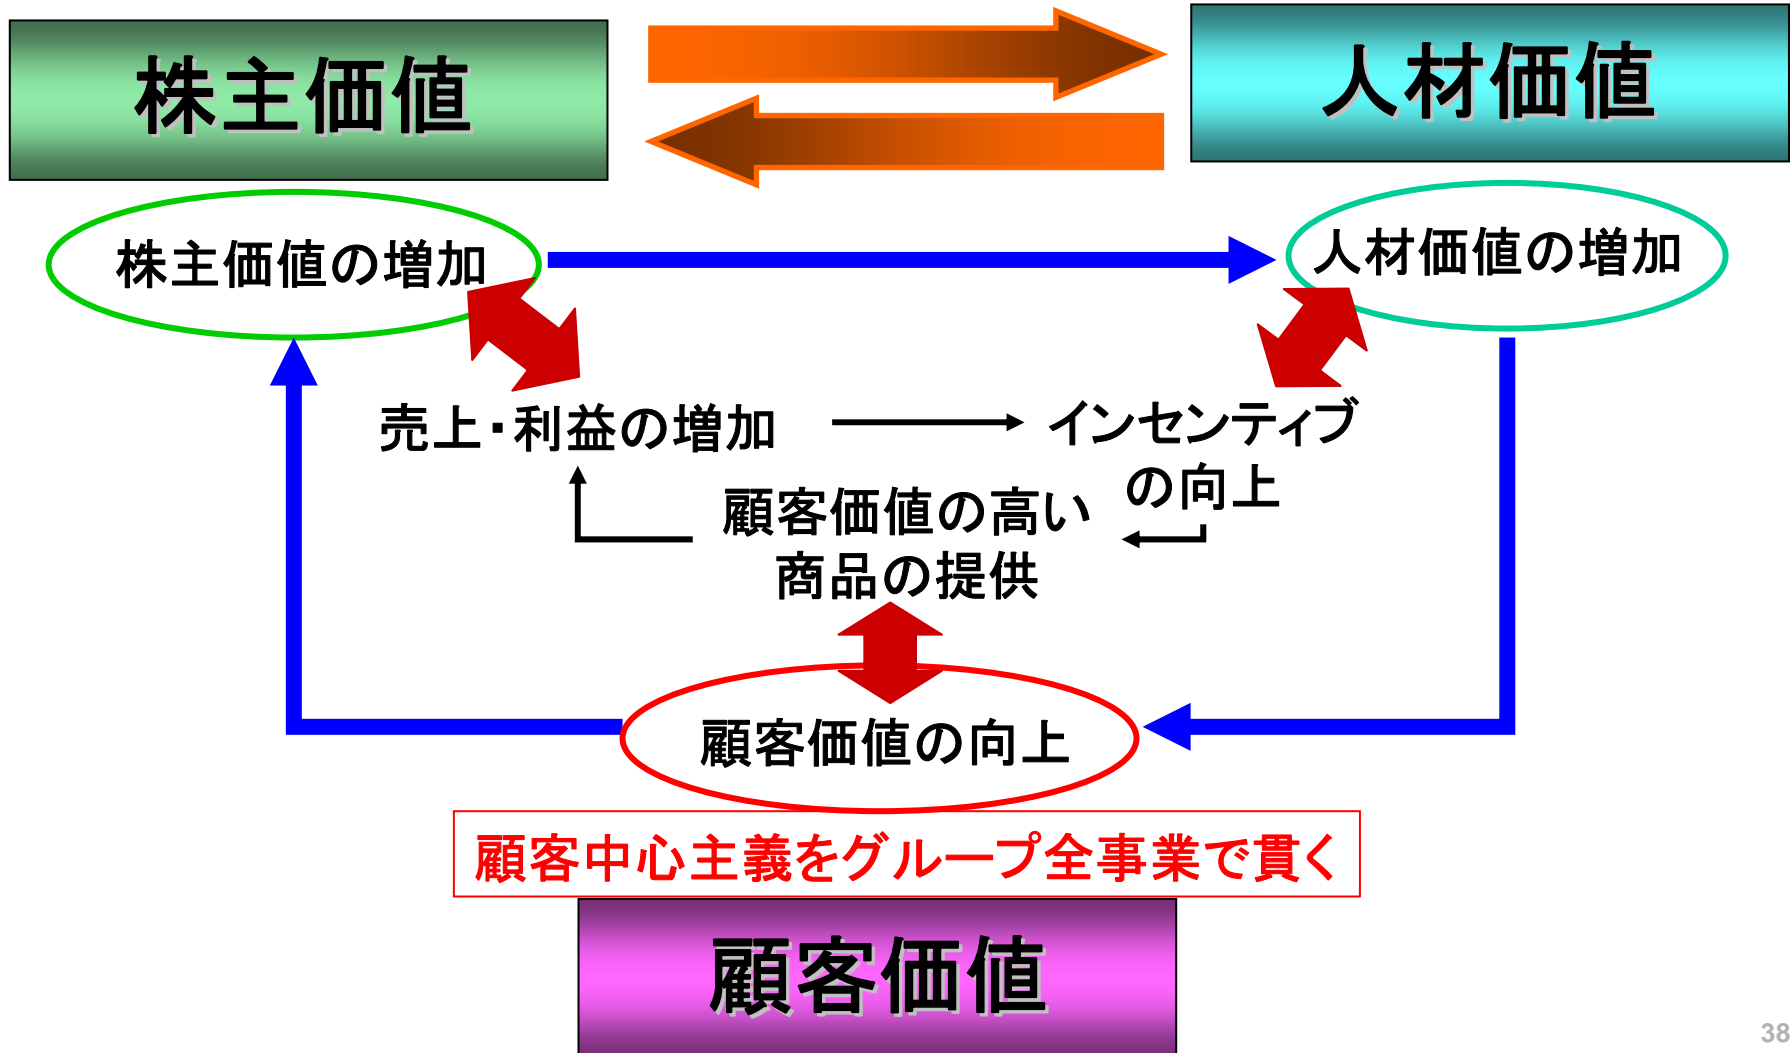 株主価値
人材価値
株主価値の増加
人材価値の増加
売上・利益の増加
インセンティブ
の向上
顧客価値の高い
商品の提供
顧客価値の向上
顧客中心主義をグループ全事業で貫く
顧客価値
38